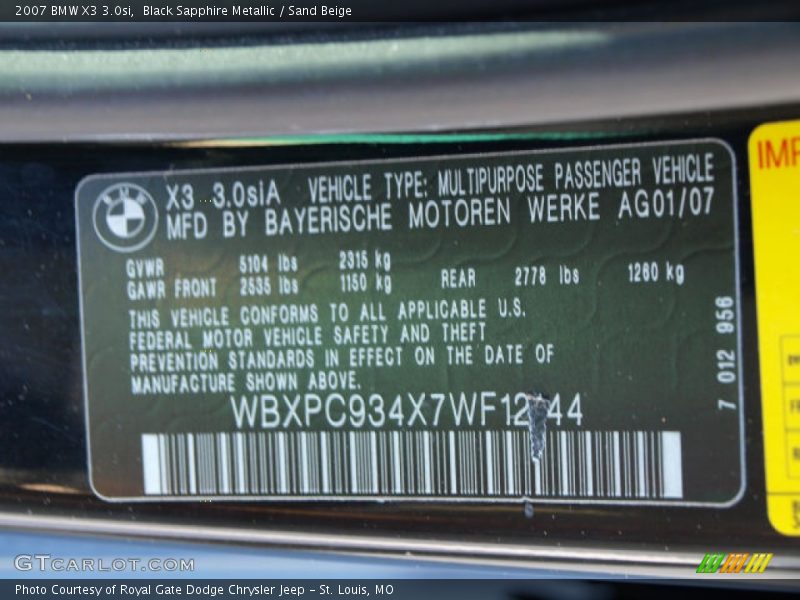 2007 BMW X3 3.0si, Black Sapphire Metallic / Sand Beige
IMP
BMW
X3 3.0siA VEHICLE TYPE: MULTIPURPOSE PASSENGER VEHICLE
MFD BY BAYERISCHE MOTOREN WERKE AG01/07
GVWR 5104 lbs 2315 kg
GAWR FRONT 2535 lbs 1150 kg REAR 2778 lbs 1260 kg
THIS VEHICLE CONFORMS TO ALL APPLICABLE U.S.
FEDERAL MOTOR VEHICLE SAFETY AND THEFT
PREVENTION STANDARDS IN EFFECT ON THE DATE OF
MANUFACTURE SHOWN ABOVE.
7 012 956
GTCARLOT.COM
Photo Courtesy of Royal Gate Dodge Chrysler Jeep - St. Louis, MO